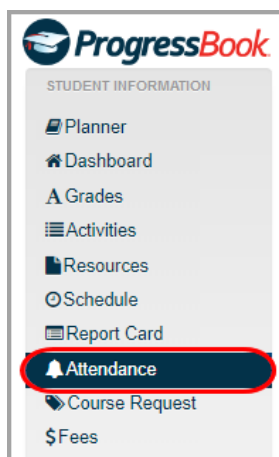 ProgressBook
STUDENT INFORMATION
Planner
Dashboard
Grades
Activities
Resources
Schedule
Report Card
Attendance
Course Request
Fees